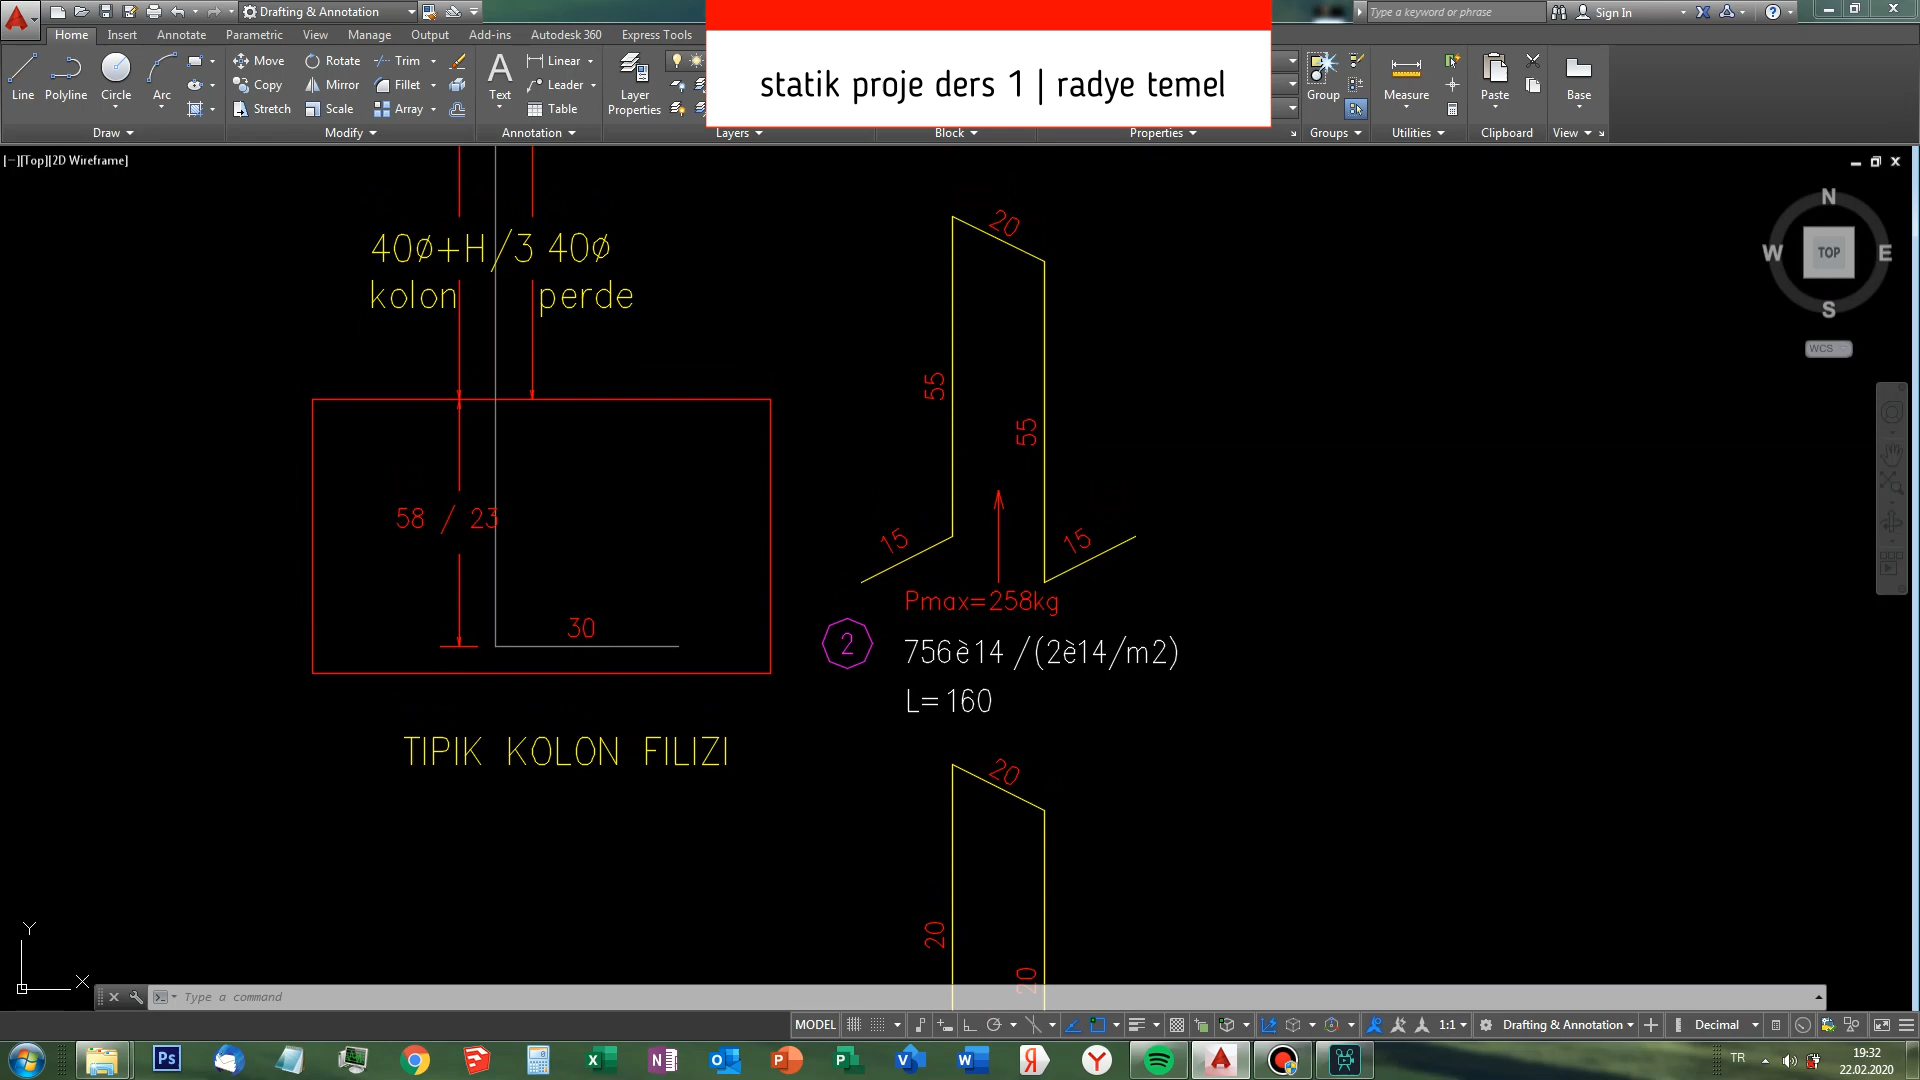 Drafting & Annotation
Type a keyword or phrase
Sign In
Home Insert Annotate Parametric View Manage Output Add-ins Autodesk 360 Express Tools
statik proje ders 1 | radye temel
Line Polyline Circle Arc
Move Rotate Trim
Copy Mirror Fillet
Stretch Scale Array
Text
Linear
Leader
Table
Layer Properties
Group
Measure
Paste
Base
Draw Modify Annotation Layers Block Properties Groups Utilities Clipboard View
[−][Top][2D Wireframe]
N
W TOP E
S
WCS
40ø+H/3 40ø
kolon perde
58 / 23
30
TIPIK KOLON FILIZI
20
55
55
15
15
Pmax=258kg
2
756è14 /(2è14/m2)
L=160
20
20
20
Y
X
Type a command
MODEL
1:1
Drafting & Annotation
Decimal
TR
19:32
22.02.2020